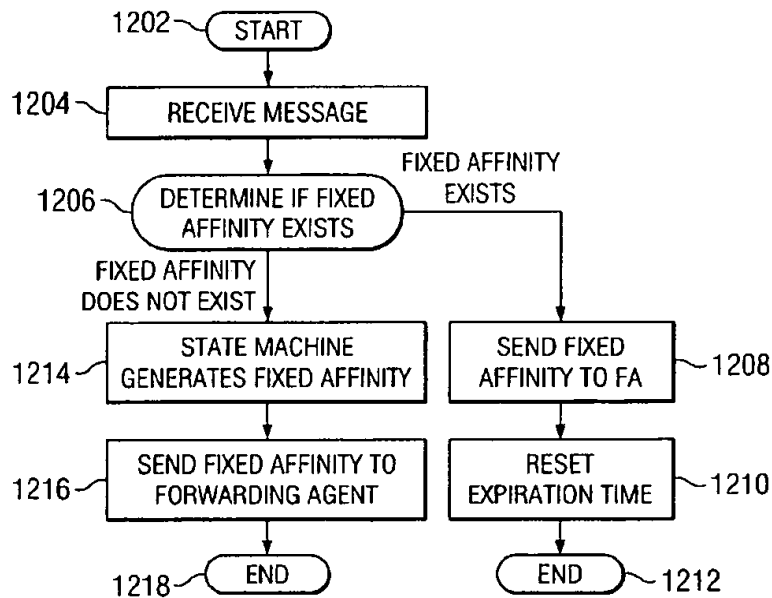 1202
START
1204
RECEIVE MESSAGE
1206
DETERMINE IF FIXED
AFFINITY EXISTS
FIXED AFFINITY
EXISTS
FIXED AFFINITY
DOES NOT EXIST
1214
STATE MACHINE
GENERATES FIXED AFFINITY
SEND FIXED
AFFINITY TO FA
1208
1216
SEND FIXED AFFINITY TO
FORWARDING AGENT
RESET
EXPIRATION TIME
1210
1218
END
END
1212